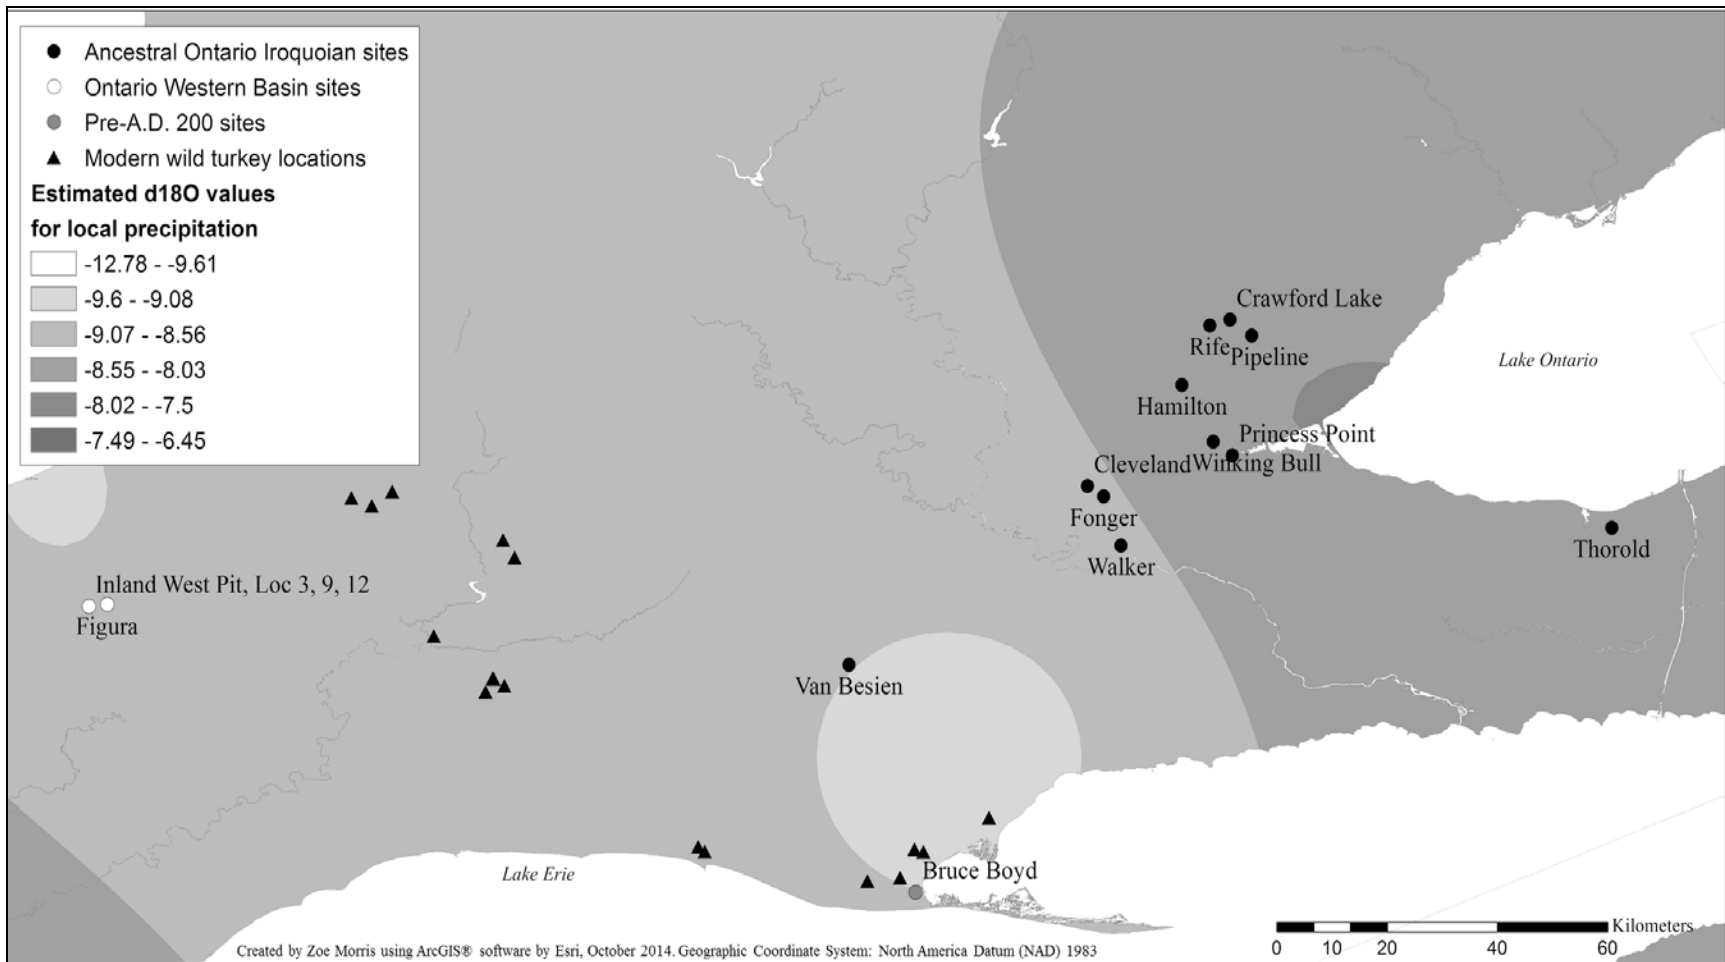 Ancestral Ontario Iroquoian sites
Ontario Western Basin sites
Pre-A.D. 200 sites
Modern wild turkey locations
Estimated d18O values
for local precipitation
-12.78 - -9.61
-9.6 - -9.08
-9.07 - -8.56
-8.55 - -8.03
-8.02 - -7.5
-7.49 - -6.45
Crawford Lake
Rife
Pipeline
Lake Ontario
Hamilton
Princess Point
Cleveland
Winking Bull
Fonger
Thorold
Walker
Inland West Pit, Loc 3, 9, 12
Figura
Van Besien
Bruce Boyd
Lake Erie
Kilometers
0 10 20 40 60
Created by Zoe Morris using ArcGIS® software by Esri, October 2014. Geographic Coordinate System: North America Datum (NAD) 1983